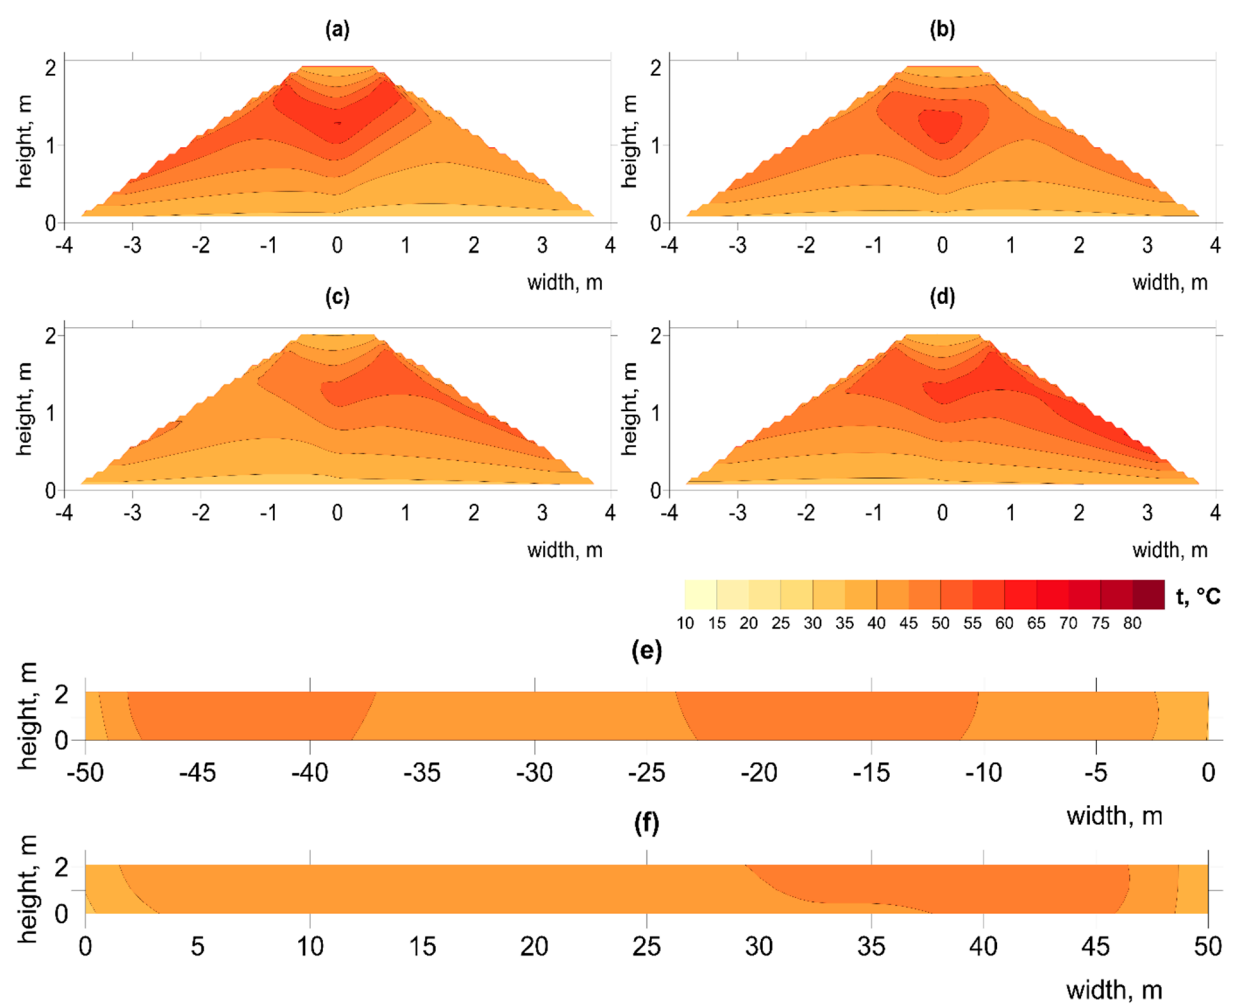 (a) (b)
2 2
height, m height, m
1 1
0 0
-4 -3 -2 -1 0 1 2 3 4 -4 -3 -2 -1 0 1 2 3 4
width, m width, m
(c) (d)
2 2
height, m height, m
1 1
0 0
-4 -3 -2 -1 0 1 2 3 4 -4 -3 -2 -1 0 1 2 3 4
width, m width, m
t, °C
10 15 20 25 30 35 40 45 50 55 60 65 70 75 80
(e)
height, m
2
0
-50 -45 -40 -35 -30 -25 -20 -15 -10 -5 0
width, m
(f)
height, m
2
0
0 5 10 15 20 25 30 35 40 45 50
width, m